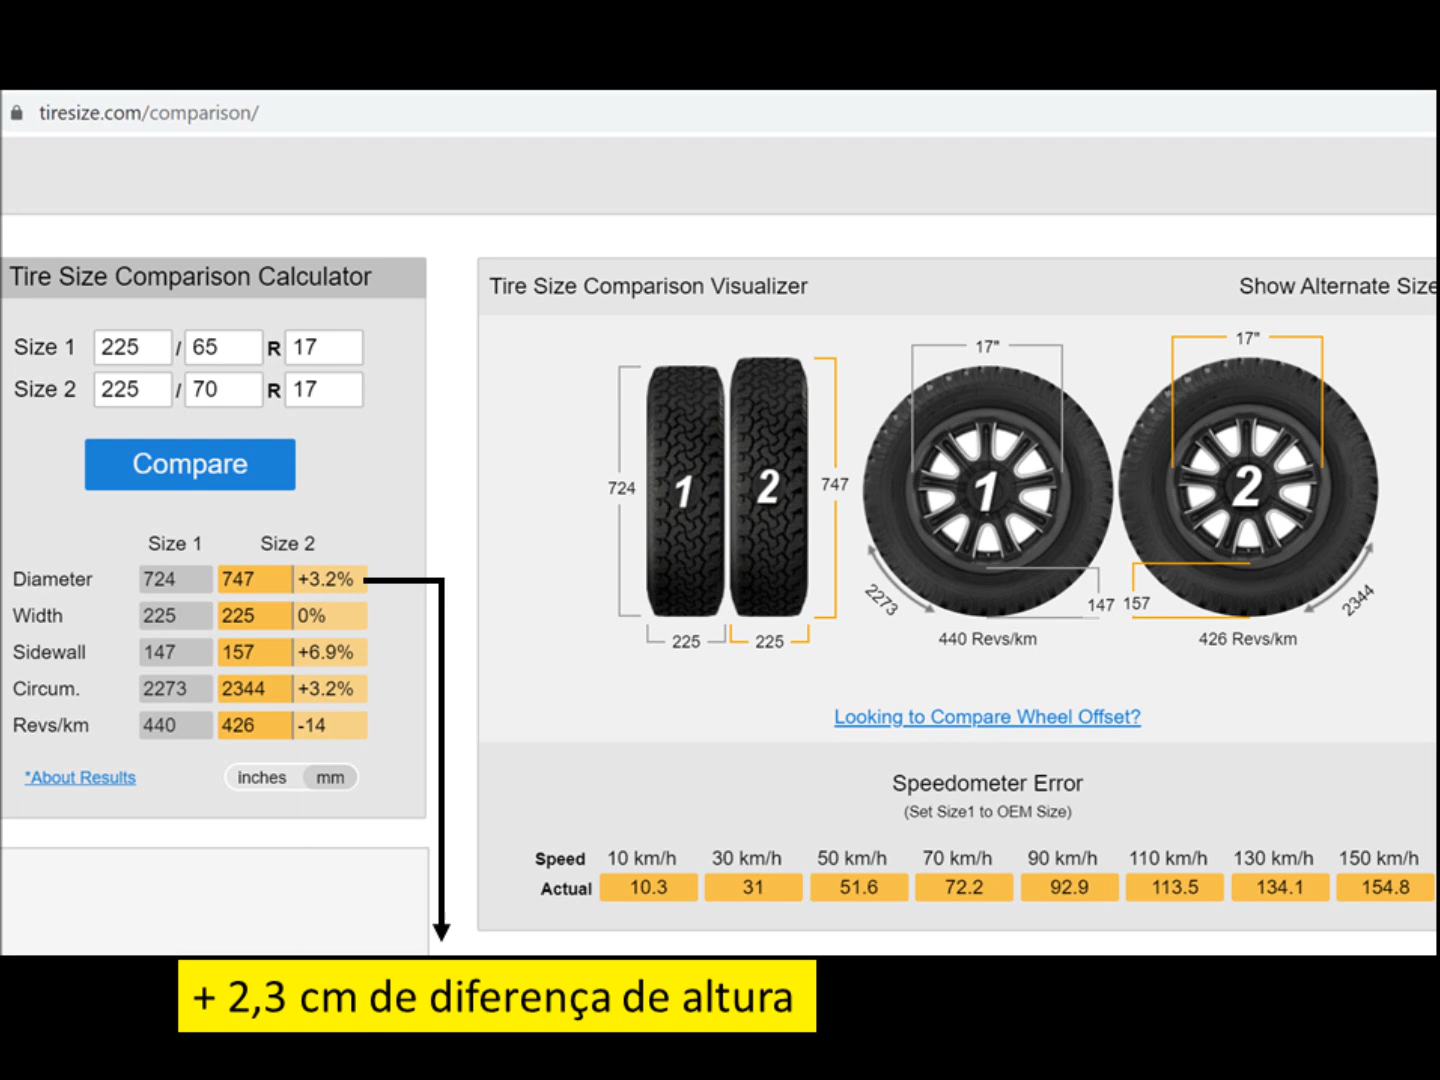 tiresize.com/comparison/
Tire Size Comparison Calculator
Size 1 225 / 65 R 17
Size 2 225 / 70 R 17
Compare
Size 1 Size 2
Diameter 724 747 +3.2%
Width 225 225 0%
Sidewall 147 157 +6.9%
Circum. 2273 2344 +3.2%
Revs/km 440 426 -14
*About Results
inches mm
Tire Size Comparison Visualizer
Show Alternate Size
17"
17"
724
1
2
747
1
2
2273
147
157
2344
225
225
440 Revs/km
426 Revs/km
Looking to Compare Wheel Offset?
Speedometer Error
(Set Size1 to OEM Size)
Speed 10 km/h 30 km/h 50 km/h 70 km/h 90 km/h 110 km/h 130 km/h 150 km/h
Actual 10.3 31 51.6 72.2 92.9 113.5 134.1 154.8
+ 2,3 cm de diferença de altura